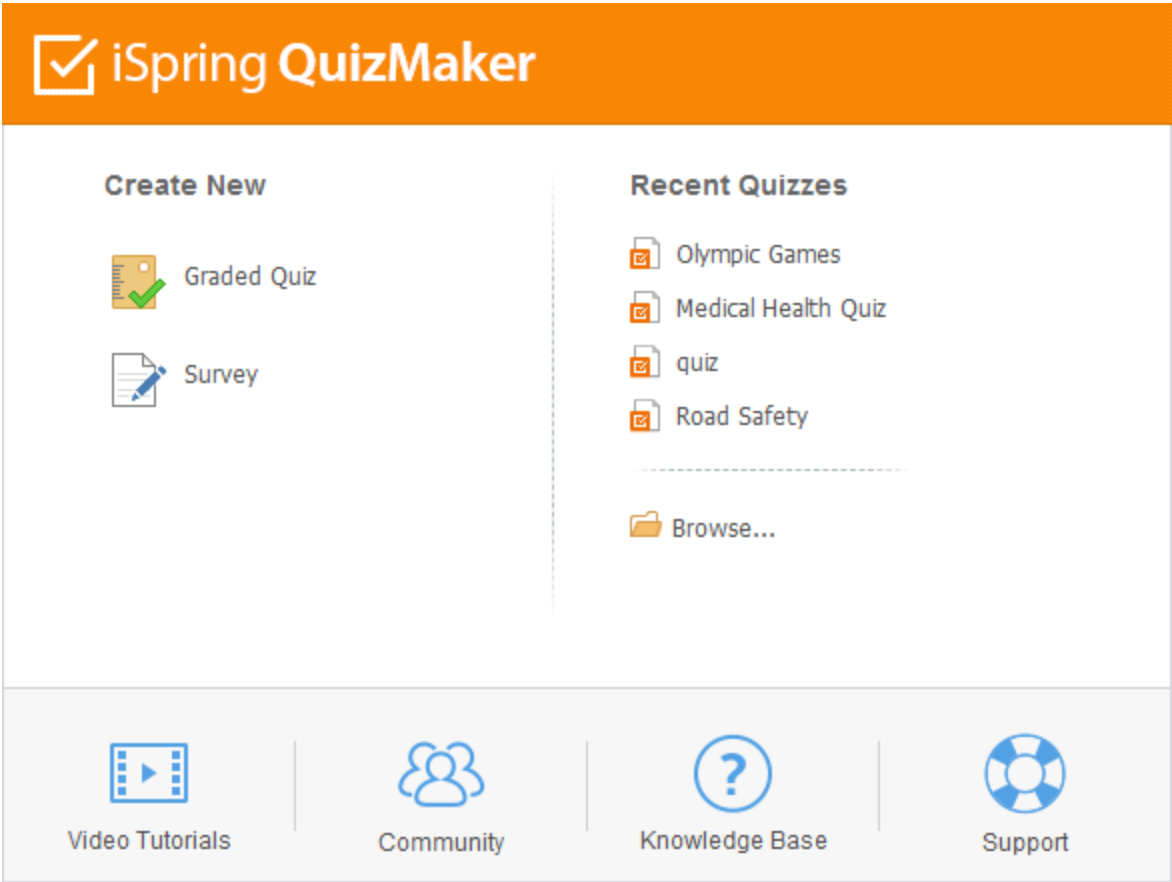 iSpring QuizMaker
Create New
Graded Quiz
Survey
Recent Quizzes
Olympic Games
Medical Health Quiz
quiz
Road Safety
Browse...
Video Tutorials
Community
?
Knowledge Base
Support